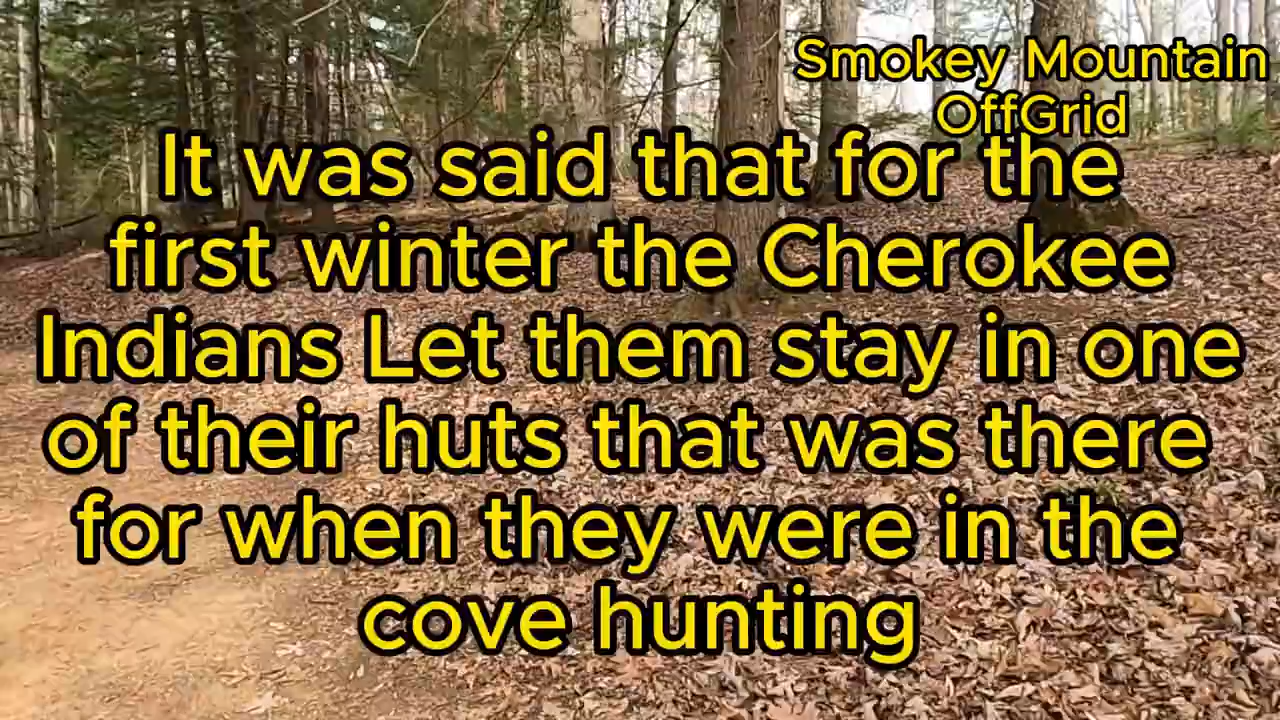 Smokey Mountain
OffGrid
It was said that for the
first winter the Cherokee
Indians Let them stay in one
of their huts that was there
for when they were in the
cove hunting